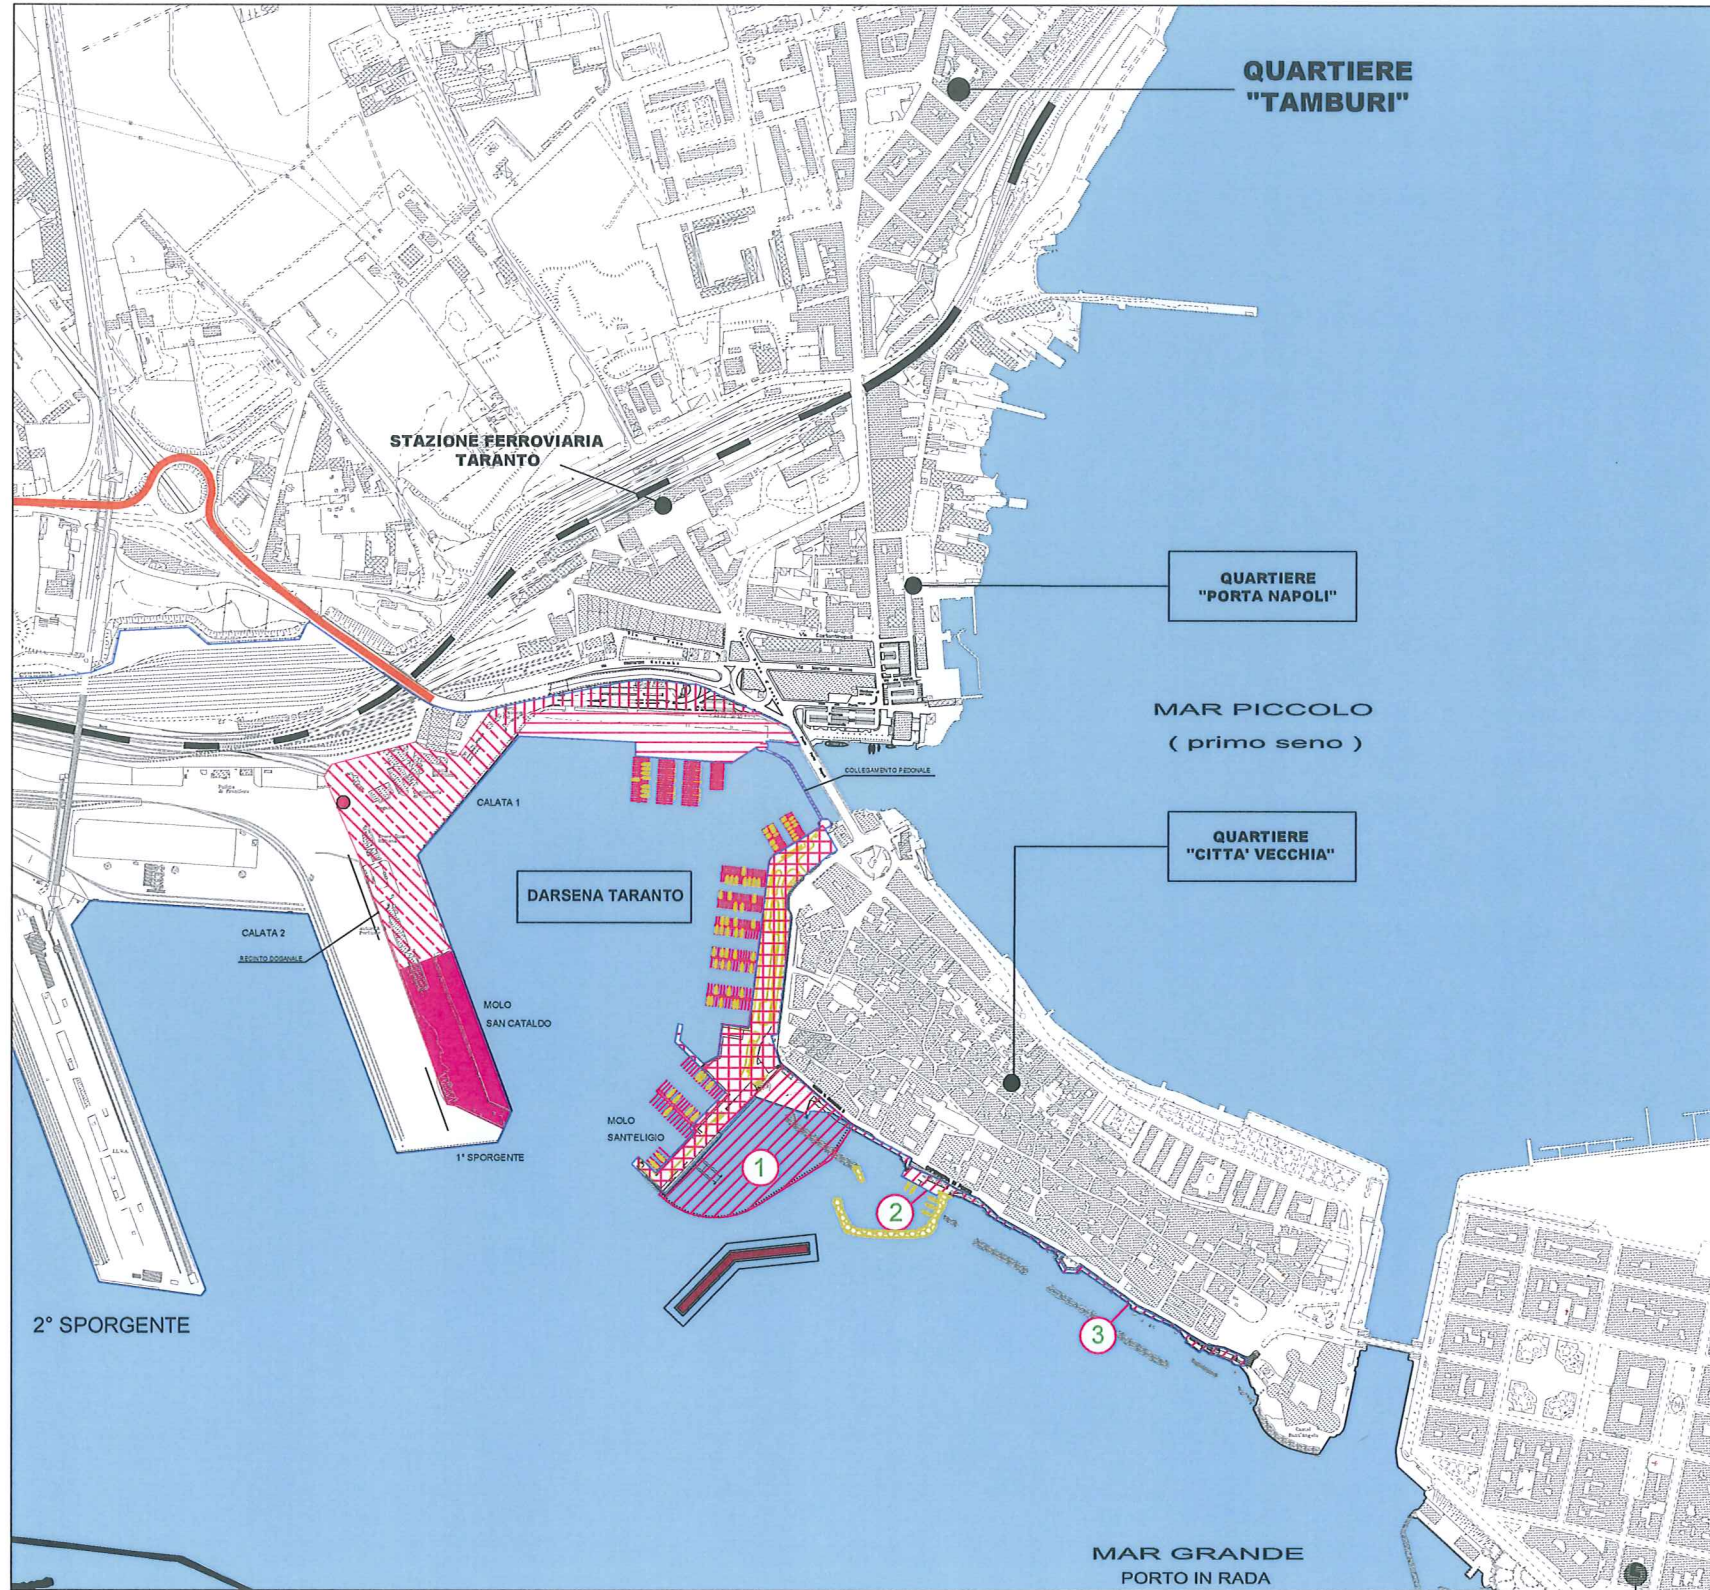 QUARTIERE
"TAMBURI"
STAZIONE FERROVIARIA
TARANTO
QUARTIERE
"PORTA NAPOLI"
MAR PICCOLO
( primo seno )
COLLEGAMENTO PEDONALE
CALATA 1
QUARTIERE
"CITTA' VECCHIA"
DARSENA TARANTO
CALATA 2
RECINTO DOGANALE
MOLO
SAN CATALDO
MOLO
SANT'ELIGIO
1° SPORGENTE
1
2
3
2° SPORGENTE
MAR GRANDE
PORTO IN RADA